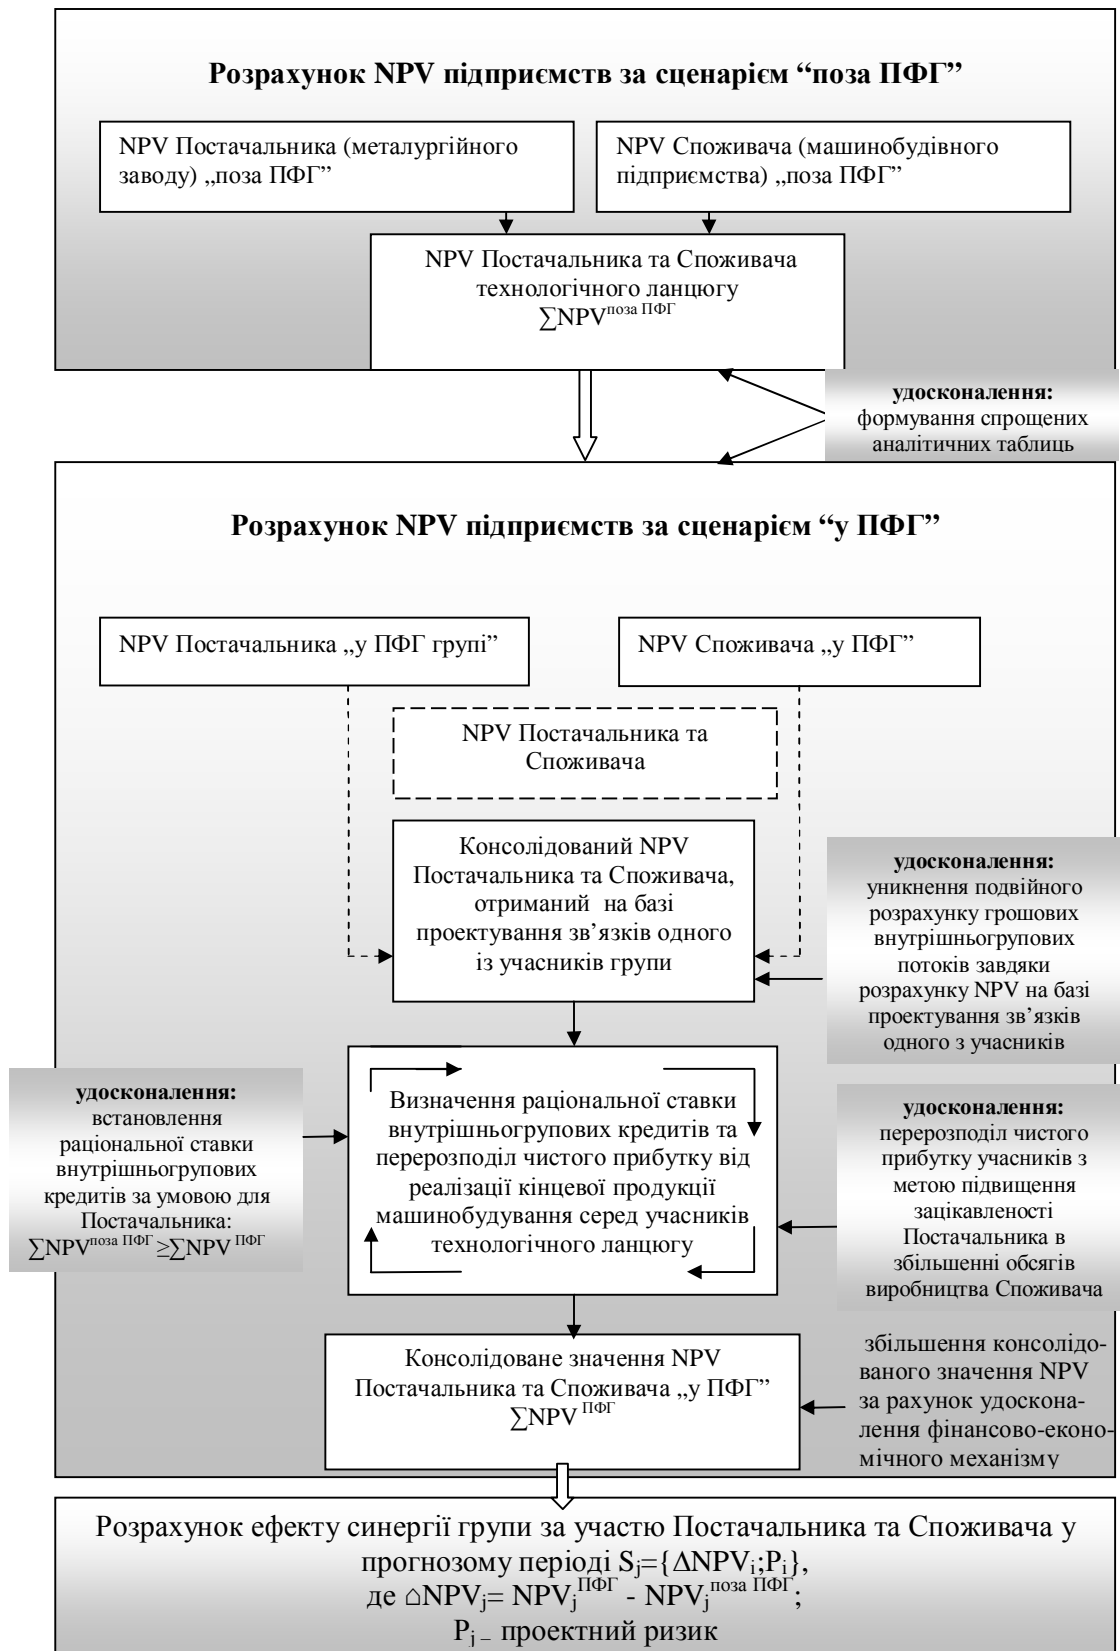 Розрахунок NPV підприємств за сценарієм “поза ПФГ”
NPV Постачальника (металургійного
заводу) „поза ПФГ”
NPV Споживача (машинобудівного
підприємства) „поза ПФГ”
NPV Постачальника та Споживача
технологічного ланцюгу
∑NPVпоза ПФГ
удосконалення:
формування спрощених
аналітичних таблиць
Розрахунок NPV підприємств за сценарієм “у ПФГ”
NPV Постачальника „у ПФГ групі”
NPV Споживача „у ПФГ”
NPV Постачальника та
Споживача
Консолідований NPV
Постачальника та Споживача,
отриманий на базі
проектування зв’язків одного
із учасників групи
удосконалення:
уникнення подвійного
розрахунку грошових
внутрішньогрупових
потоків завдяки
розрахунку NPV на базі
проектування зв’язків
одного з учасників
удосконалення:
встановлення
раціональної ставки
внутрішньогрупових
кредитів за умовою для
Постачальника:
∑NPVпоза ПФГ ≥∑NPV ПФГ
Визначення раціональної ставки
внутрішньогрупових кредитів та
перерозподіл чистого прибутку від
реалізації кінцевої продукції
машинобудування серед учасників
технологічного ланцюгу
удосконалення:
перерозподіл чистого
прибутку учасників з
метою підвищення
зацікавленості
Постачальника в
збільшенні обсягів
виробництва Споживача
Консолідоване значення NPV
Постачальника та Споживача „у ПФГ”
∑NPV ПФГ
збільшення консолідо-
ваного значення NPV
за рахунок удоскона-
лення фінансово-еконо-
мічного механізму
Розрахунок ефекту синергії групи за участю Постачальника та Споживача у
прогнозому періоді Sj={ΔNPVi;Pi},
де ⌂NPVj= NPVjПФГ - NPVjпоза ПФГ;
Pj – проектний ризик